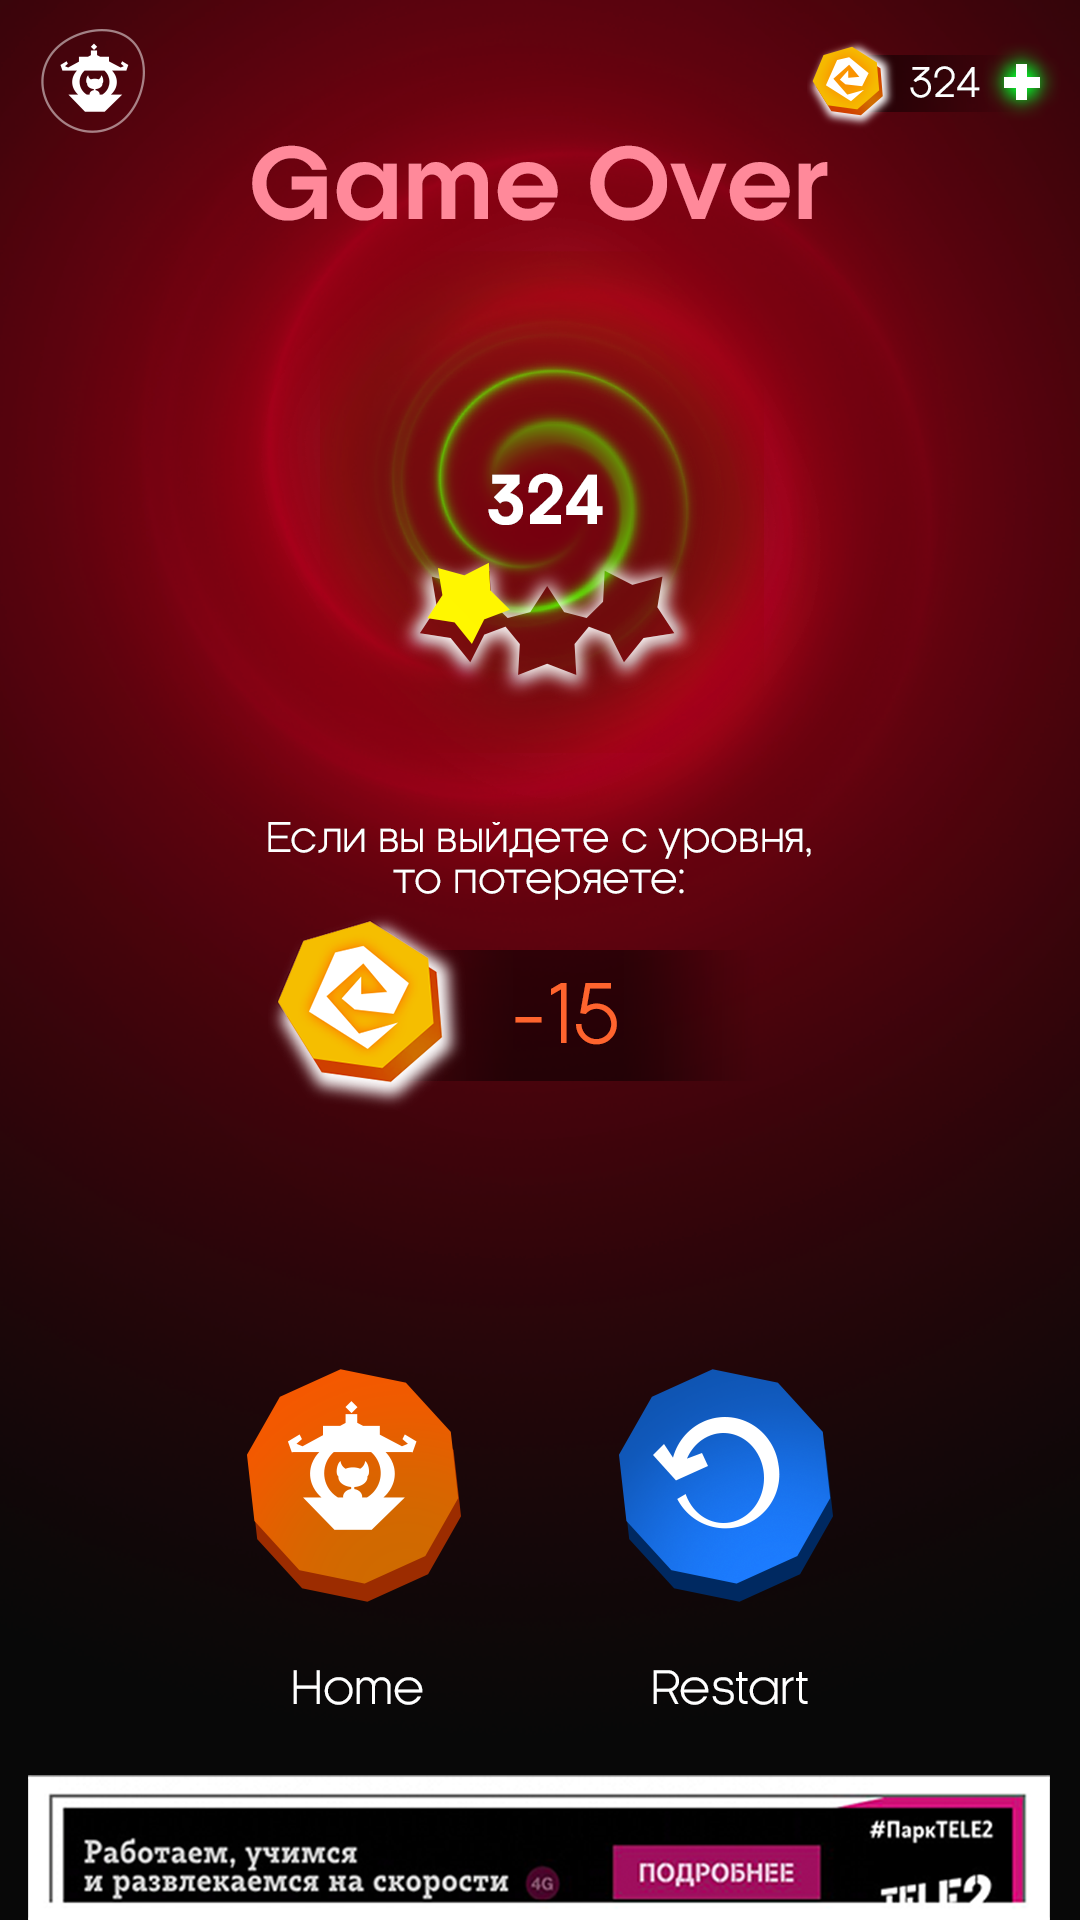 324
Game Over
324
Если вы выйдете с уровня,
то потеряете:
-15
Home
Restart
#ПаркTELE2
Работаем, учимся
и развлекаемся на скорости
4G
ПОДРОБНЕЕ
TELE2